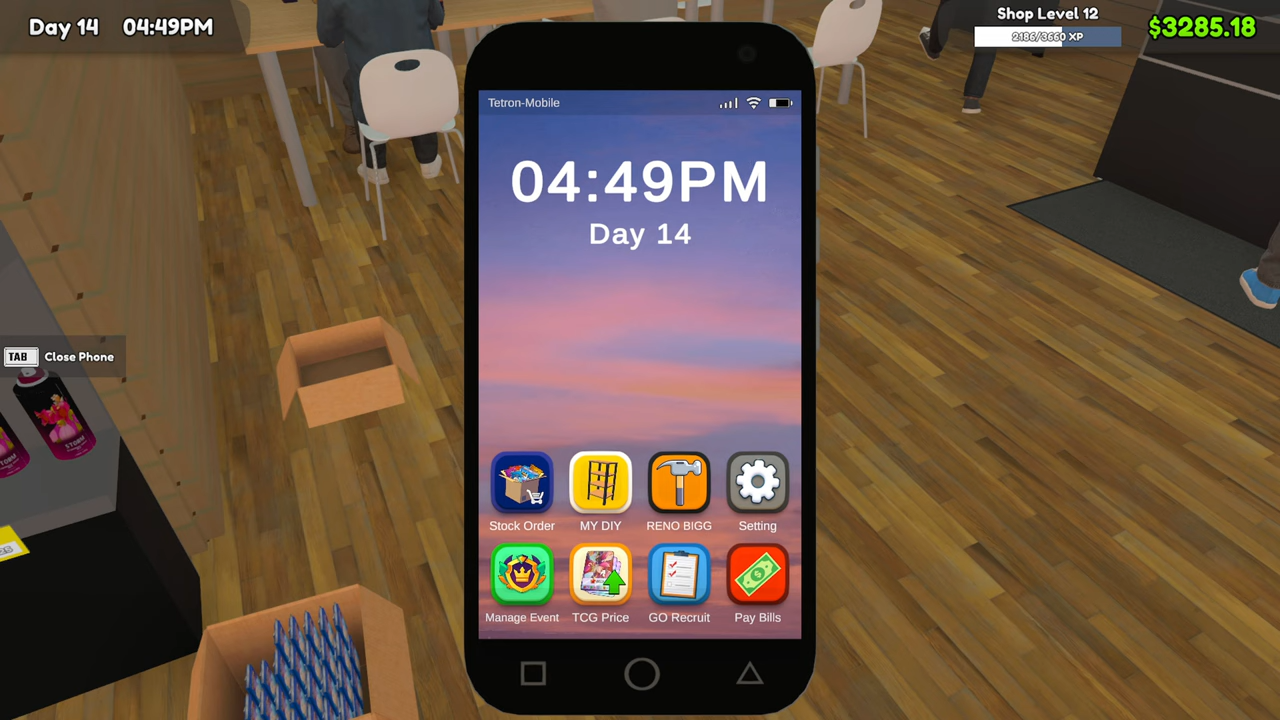 Day 14 04:49PM
Shop Level 12
2186/3660 XP
$3285.18
Tetron-Mobile
04:49PM
Day 14
TAB Close Phone
Stock Order MY DIY RENO BIGG Setting
Manage Event TCG Price GO Recruit Pay Bills